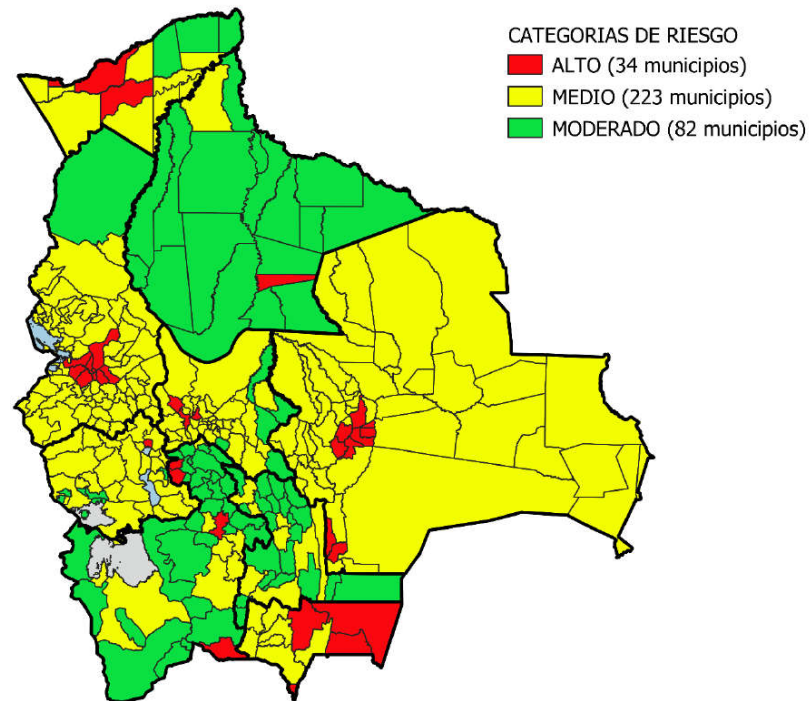 CATEGORIAS DE RIESGO
ALTO (34 municipios)
MEDIO (223 municipios)
MODERADO (82 municipios)